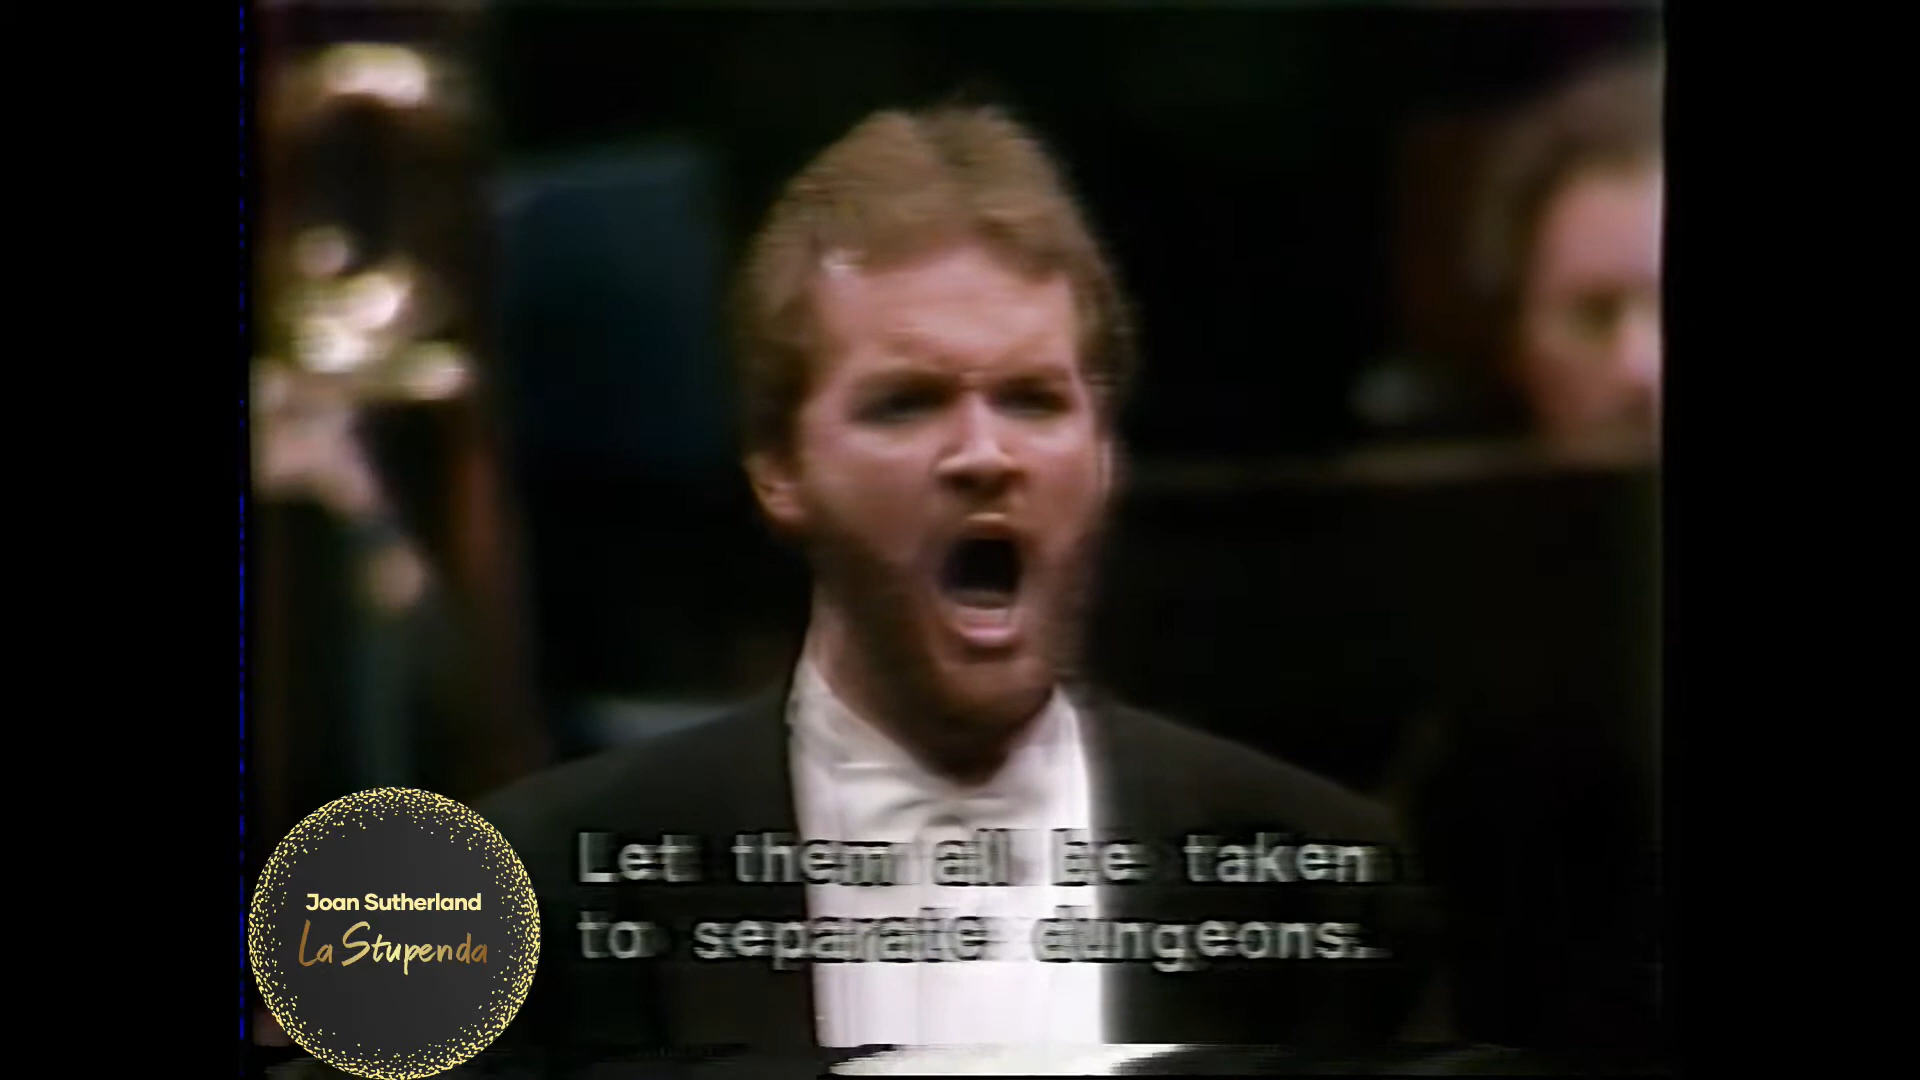 Let them all be taken
to separate dungeons...
Joan Sutherland
La Stupenda